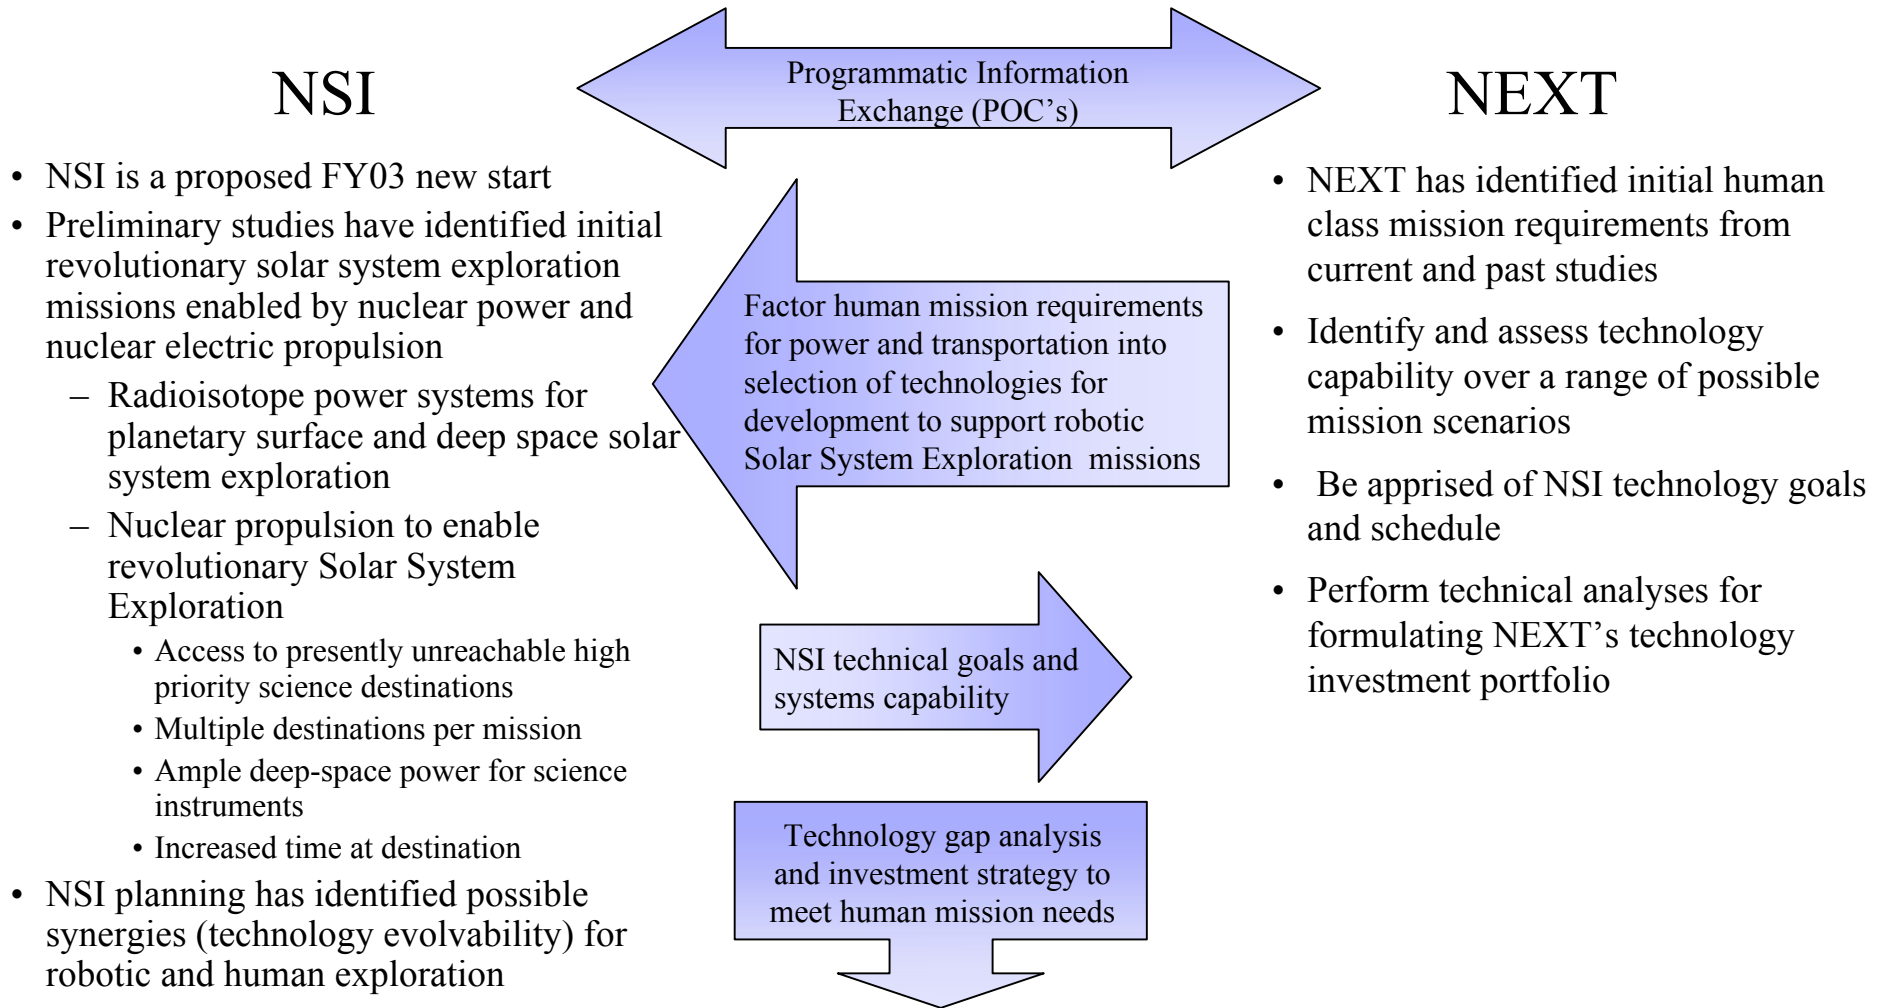 NSI
• NSI is a proposed FY03 new start
• Preliminary studies have identified initial
revolutionary solar system exploration
missions enabled by nuclear power and
nuclear electric propulsion
– Radioisotope power systems for
planetary surface and deep space solar
system exploration
– Nuclear propulsion to enable
revolutionary Solar System
Exploration
• Access to presently unreachable high
priority science destinations
• Multiple destinations per mission
• Ample deep-space power for science
instruments
• Increased time at destination
• NSI planning has identified possible
synergies (technology evolvability) for
robotic and human exploration
Programmatic Information
Exchange (POC’s)
Factor human mission requirements
for power and transportation into
selection of technologies for
development to support robotic
Solar System Exploration missions
NSI technical goals and
systems capability
Technology gap analysis
and investment strategy to
meet human mission needs
NEXT
• NEXT has identified initial human
class mission requirements from
current and past studies
• Identify and assess technology
capability over a range of possible
mission scenarios
• Be apprised of NSI technology goals
and schedule
• Perform technical analyses for
formulating NEXT’s technology
investment portfolio